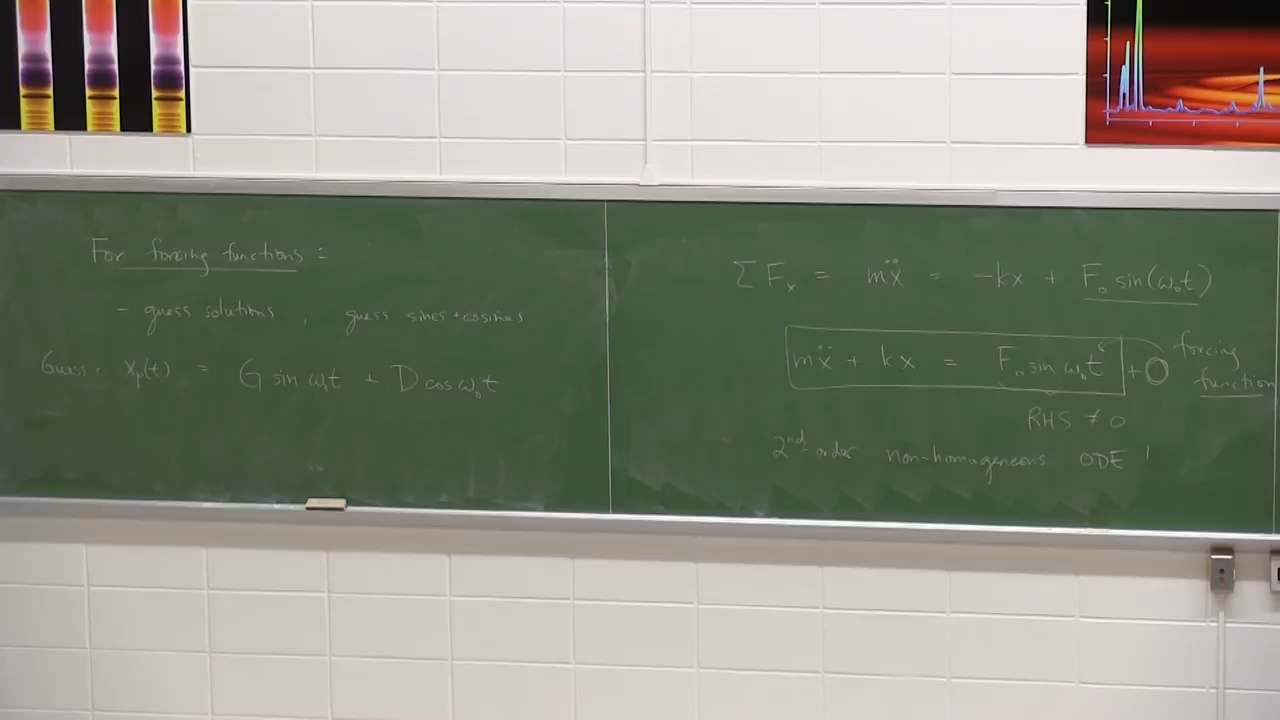 For forcing functions :
- guess solutions , guess sines + cosines
Guess: xₚ(t) = G sin ω₀t + D cos ω₀t
∑ Fₓ = mẍ = -kx + F₀ sin(ω₀t)
mẍ + kx = F₀ sin ω₀t + 0
forcing
function
RHS ≠ 0
2nd-order non-homogeneous ODE !